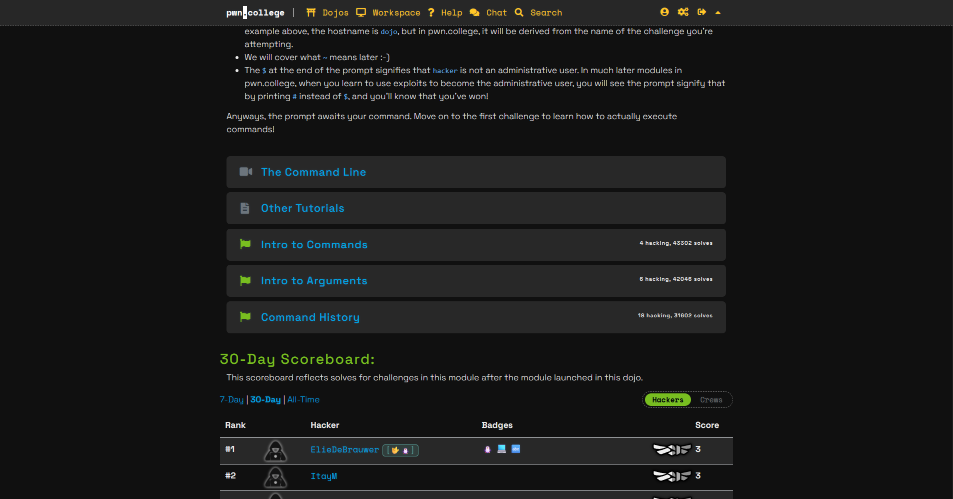 pwn.college | Dojos Workspace ? Help Chat Search
example above, the hostname is dojo, but in pwn.college, it will be derived from the name of the challenge you're
attempting.
• We will cover what ~ means later :-)
• The $ at the end of the prompt signifies that hacker is not an administrative user. In much later modules in
pwn.college, when you learn to use exploits to become the administrative user, you will see the prompt signify that
by printing # instead of $, and you'll know that you've won!
Anyways, the prompt awaits your command. Move on to the first challenge to learn how to actually execute
commands!
The Command Line
Other Tutorials
Intro to Commands 4 hacking, 43302 solves
Intro to Arguments 6 hacking, 42046 solves
Command History 18 hacking, 31602 solves
30-Day Scoreboard:
This scoreboard reflects solves for challenges in this module after the module launched in this dojo.
7-Day | 30-Day | All-Time Hackers Crews
Rank Hacker Badges Score
#1 ElieDeBrauwer 3
#2 ItayM 3